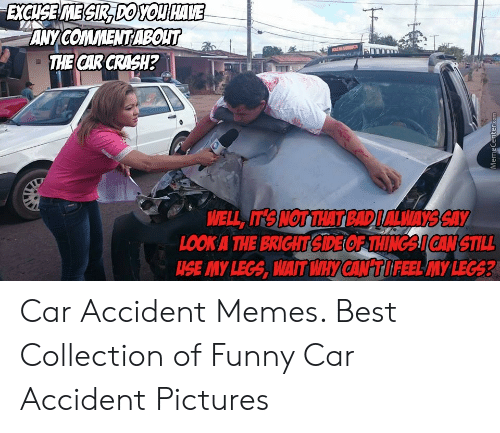 EXCUSE ME SIR, DO YOU HAVE
ANY COMMENT ABOUT
THE CAR CRASH?
MemeCenter.com
WELL, IT'S NOT THAT BAD I ALWAYS SAY
LOOK A THE BRIGHT SIDE OF THINGS I CAN STILL
USE MY LEGS, WAIT WHY CAN'T I FEEL MY LEGS?
Car Accident Memes. Best
Collection of Funny Car
Accident Pictures